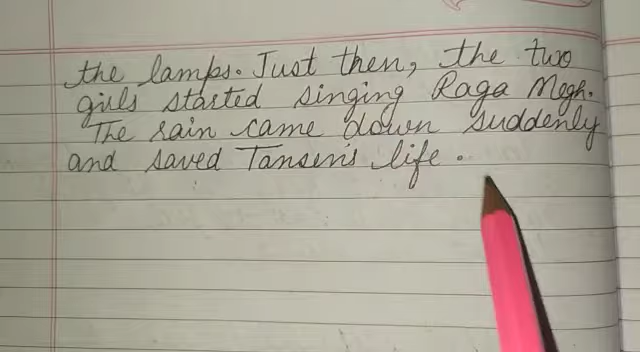 the lamps. Just then, the two
girls started singing Raga Megh.
The rain came down suddenly
and saved Tansen's life.